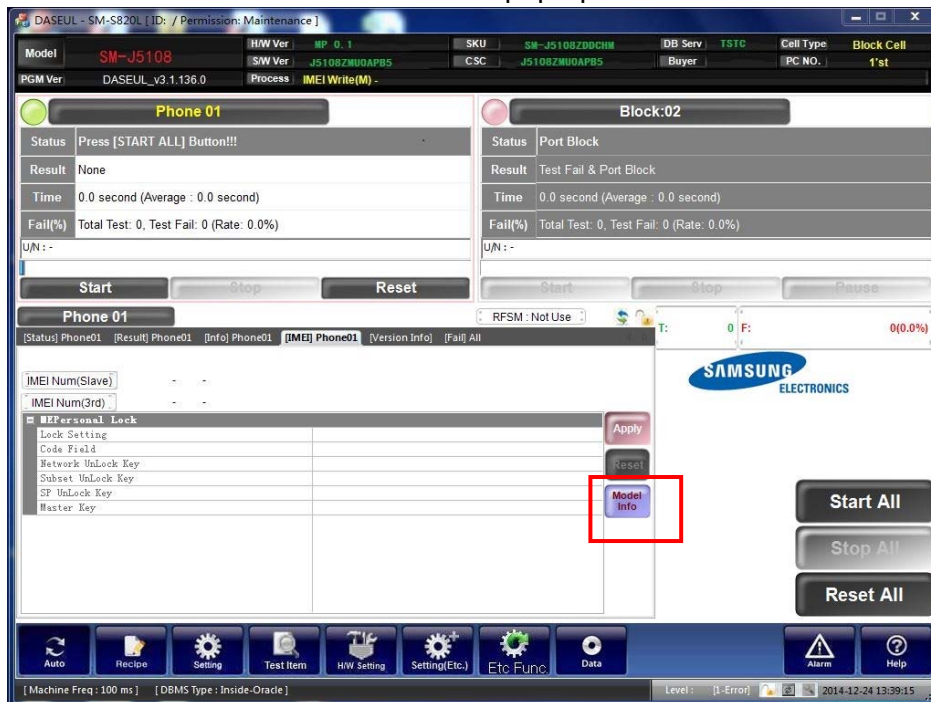 DASEUL - SM-S820L [ ID: / Permission: Maintenance ]
Model SM-J5108 H/W Ver MP 0.1 SKU SM-J5108ZDDCHM DB Serv TSTC Cell Type Block Cell
S/W Ver J5108ZMU0APB5 CSC J5108ZMU0APB5 Buyer PC NO. 1'st
PGM Ver DASEUL_v3.1.136.0 Process IMEI Write(M) -
Phone 01
Status Press [START ALL] Button!!!
Result None
Time 0.0 second (Average : 0.0 second)
Fail(%) Total Test: 0, Test Fail: 0 (Rate: 0.0%)
U/N : -
Start Stop Reset
Block:02
Status Port Block
Result Test Fail & Port Block
Time 0.0 second (Average : 0.0 second)
Fail(%) Total Test: 0, Test Fail: 0 (Rate: 0.0%)
U/N : -
Start Stop Pause
Phone 01 RFSM : Not Use
[Status] Phone01 [Result] Phone01 [Info] Phone01 [IMEI] Phone01 [Version Info] [Fail] All
T: 0 F: 0(0.0%)
IMEI Num(Slave) - -
IMEI Num(3rd) - -
MEPersonal Lock
Lock Setting
Code Field
Network UnLock Key
Subset UnLock Key
SP UnLock Key
Master Key
Apply
Reset
Model
Info
SAMSUNG
ELECTRONICS
Start All
Stop All
Reset All
Auto Recipe Setting Test Item H/W Setting Setting(Etc.) Etc Func Data Alarm Help
[ Machine Freq : 100 ms ] [ DBMS Type : Inside-Oracle ] Level : [1-Error] 2014-12-24 13:39:15